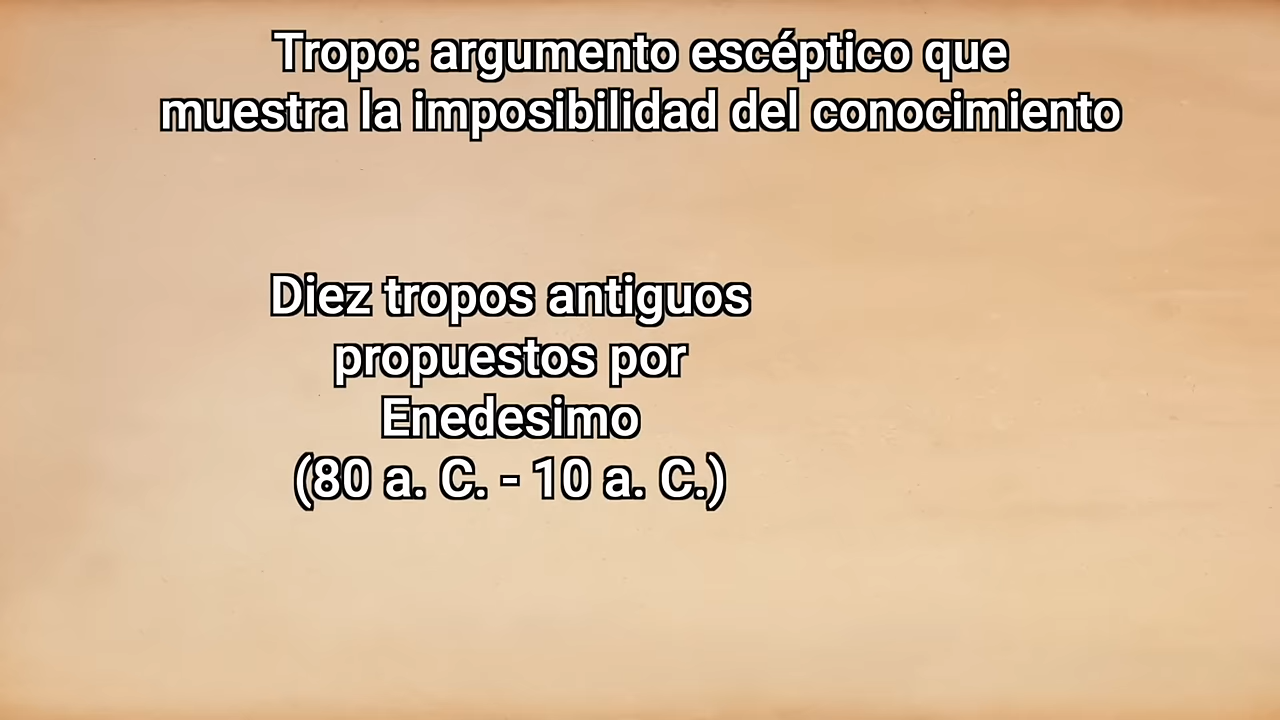 Tropo: argumento escéptico que
muestra la imposibilidad del conocimiento
Diez tropos antiguos
propuestos por
Enedesimo
(80 a. C. - 10 a. C.)